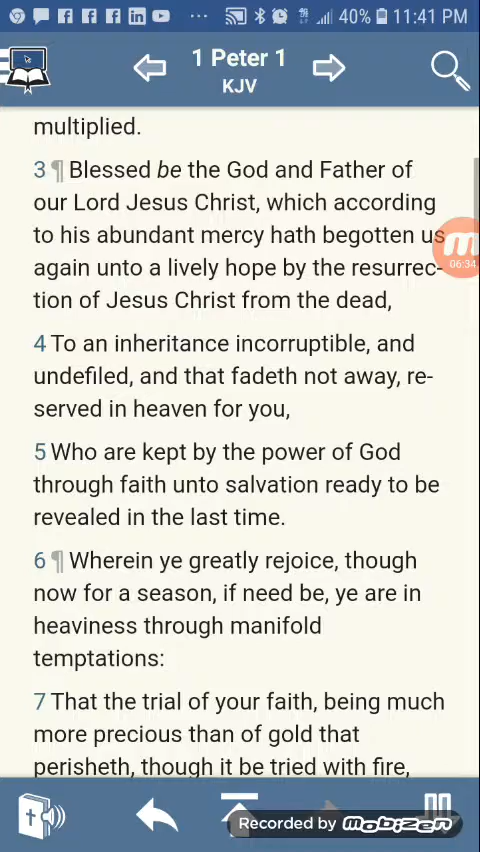 40% 11:41 PM
1 Peter 1
KJV
multiplied.
3 ¶ Blessed be the God and Father of
our Lord Jesus Christ, which according
to his abundant mercy hath begotten us
again unto a lively hope by the resurrec-
tion of Jesus Christ from the dead,
06:34
4 To an inheritance incorruptible, and
undefiled, and that fadeth not away, re-
served in heaven for you,
5 Who are kept by the power of God
through faith unto salvation ready to be
revealed in the last time.
6 ¶ Wherein ye greatly rejoice, though
now for a season, if need be, ye are in
heaviness through manifold
temptations:
7 That the trial of your faith, being much
more precious than of gold that
perisheth, though it be tried with fire,
Recorded by mobizen